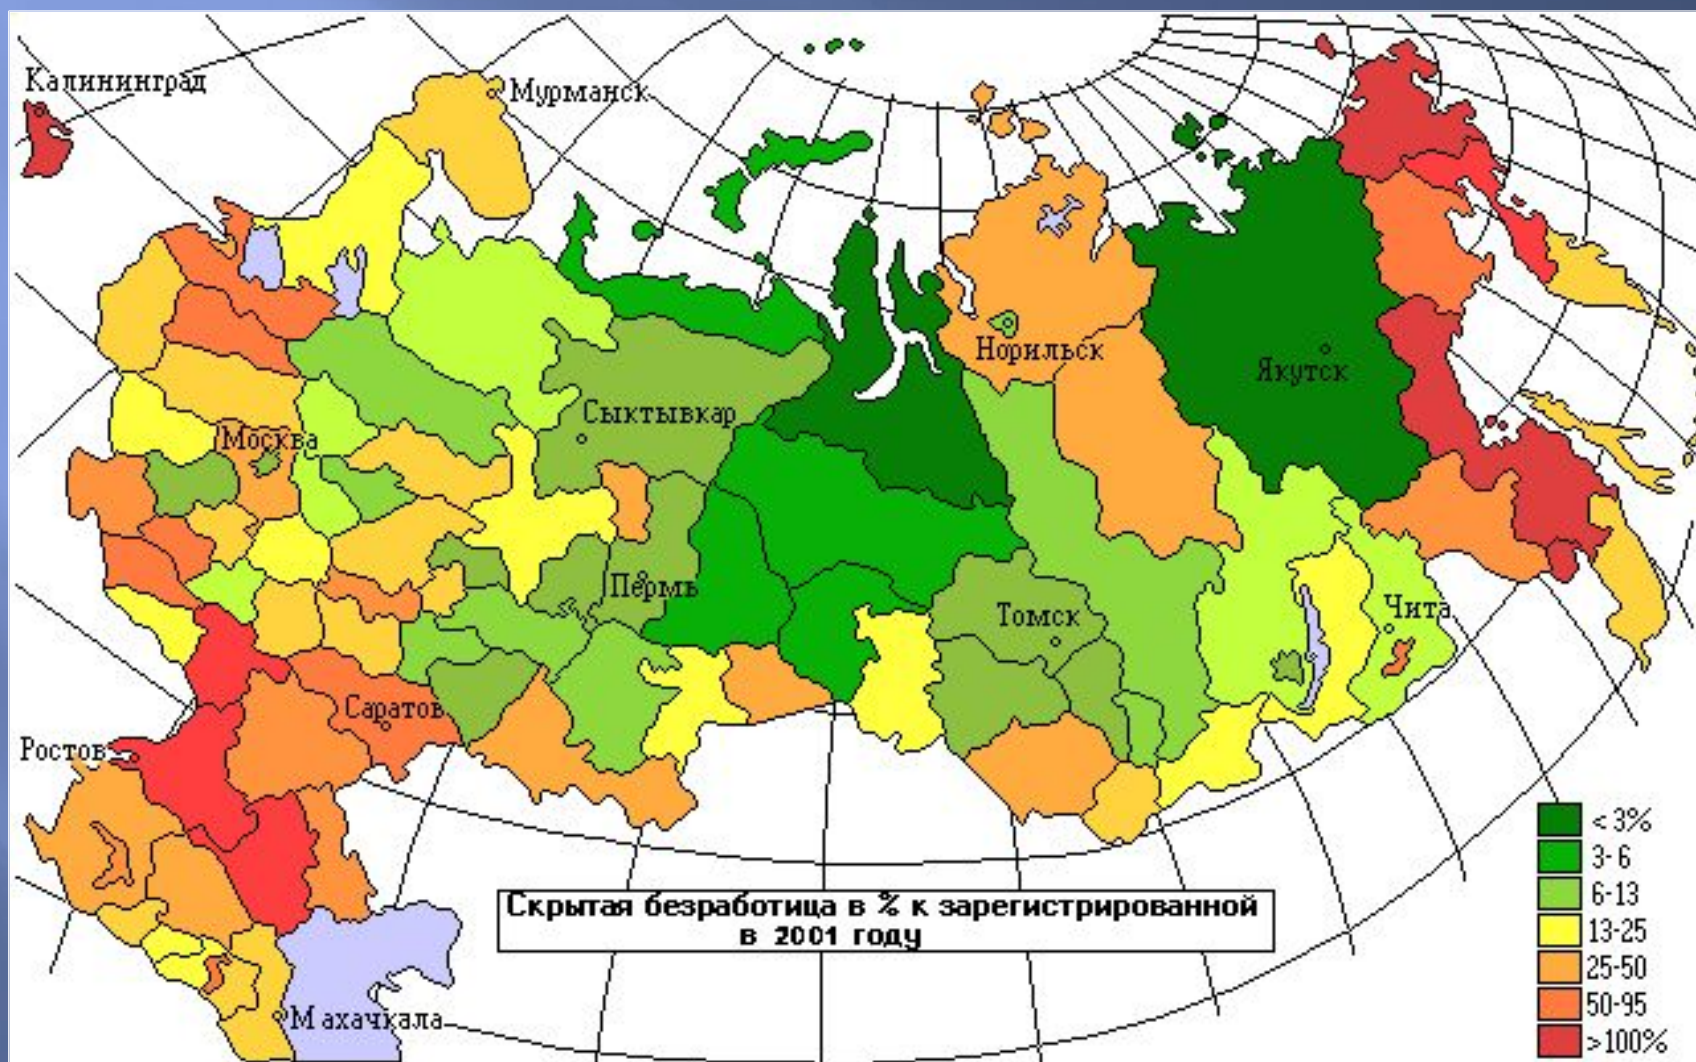 Калининград
Мурманск
Норильск
Якутск
Сыктывкар
Москва
Пермь
Томск
Чита
Саратов
Ростов
< 3%
3-6
6-13
13-25
25-50
50-95
>100%
Скрытая безработица в % к зарегистрированной
в 2001 году
Махачкала